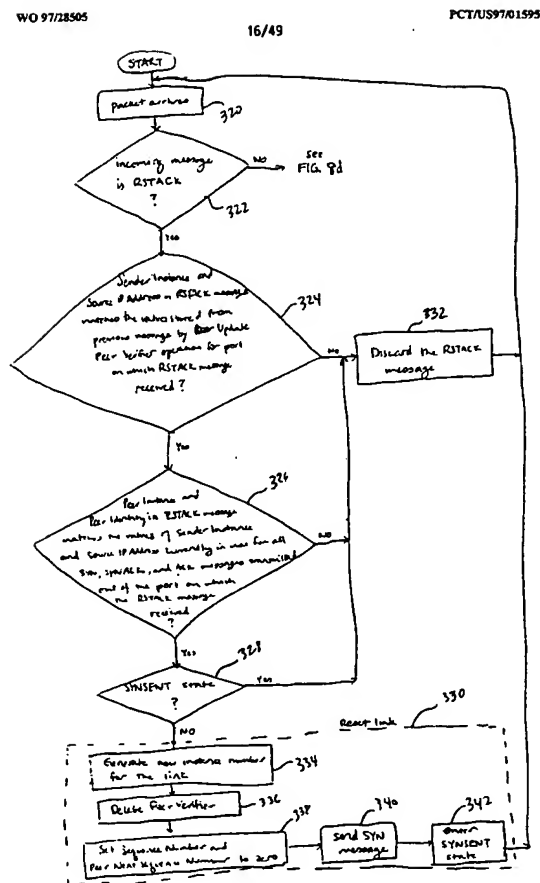 WO 97/28505
PCT/US97/01595
16/49
START
packet arrives
320
Incoming message
is RSTACK
?
NO
see
FIG. 8d
322
Yes
Sender Instance and
Source IP Address in RSTACK message
matches the values stored from
previous message by Peer Update
Peer Verifier operation for port
on which RSTACK message
received?
324
NO
332
Discard the RSTACK
message
Yes
326
Peer Instance and
Peer Identity in RSTACK message
matches the values of Sender Instance
and Source IP Address currently in use for all
SYN, SYNACK, and ACK messages transmitted
out of the port on which
the RSTACK message
received
?
NO
Yes
328
SYNSENT state
?
Yes
NO
Reset link
330
Generate new instance number
for the link
334
Delete Peer Verifier
336
338
Set Sequence Number and
Peer Next Sequence Number to zero
340
Send SYN
message
342
enter
SYNSENT
state